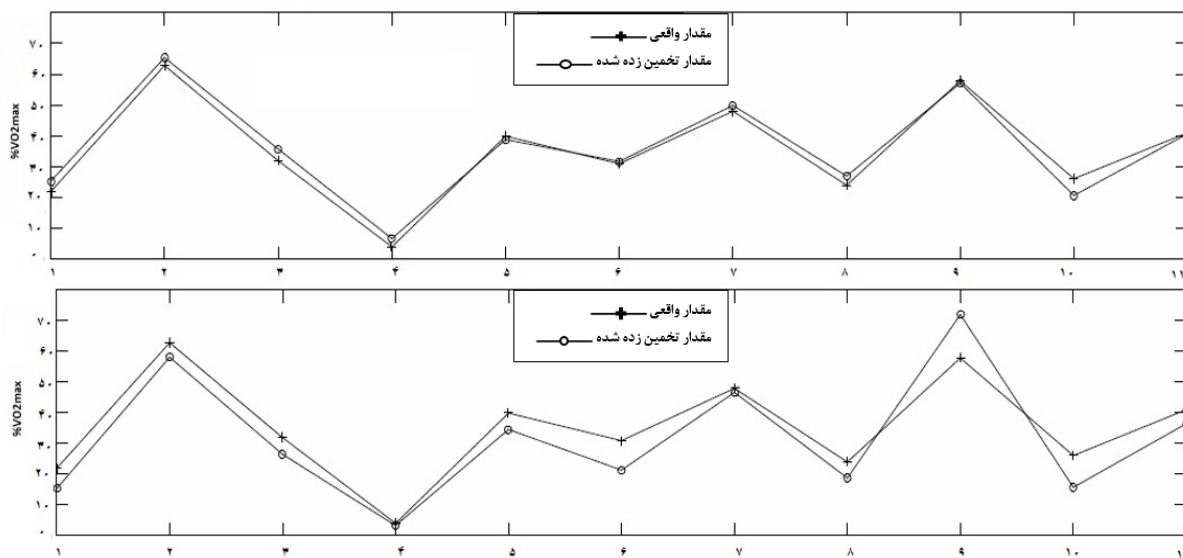 مقدار واقعی
مقدار تخمین زده شده
%VO2max
۷۰
۶۰
۵۰
۴۰
۳۰
۲۰
۱۰
۰
۱ ۲ ۳ ۴ ۵ ۶ ۷ ۸ ۹ ۱۰ ۱۱
مقدار واقعی
مقدار تخمین زده شده
%VO2max
۷۰
۶۰
۵۰
۴۰
۳۰
۲۰
۱۰
۰
۱ ۲ ۳ ۴ ۵ ۶ ۷ ۸ ۹ ۱۰